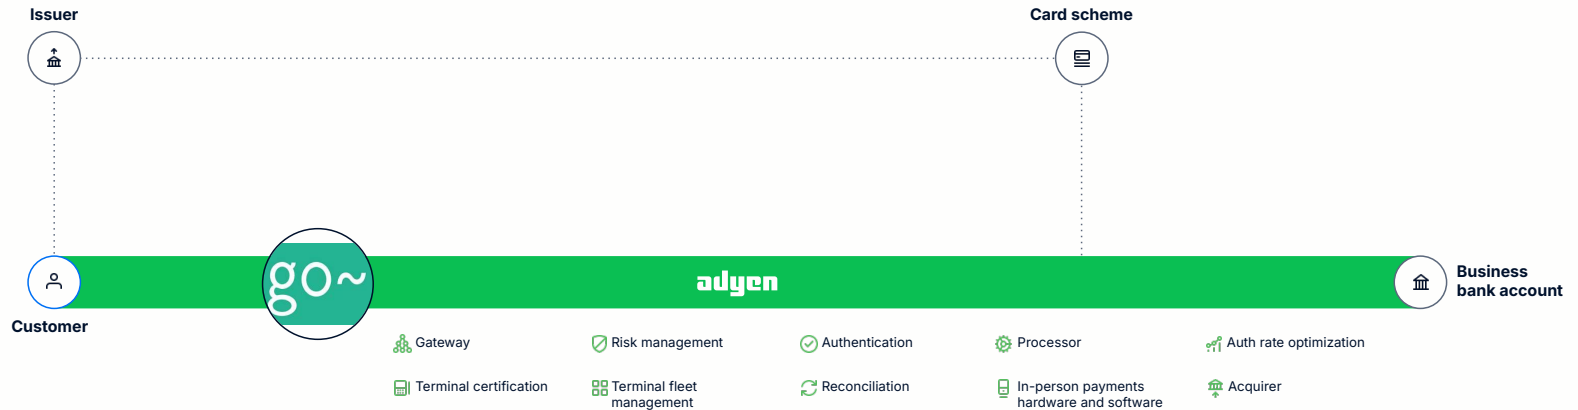 Issuer
Card scheme
go~
adyen
Business
bank account
Customer
Gateway
Risk management
Authentication
Processor
Auth rate optimization
Terminal certification
Terminal fleet
management
Reconciliation
In-person payments
hardware and software
Acquirer